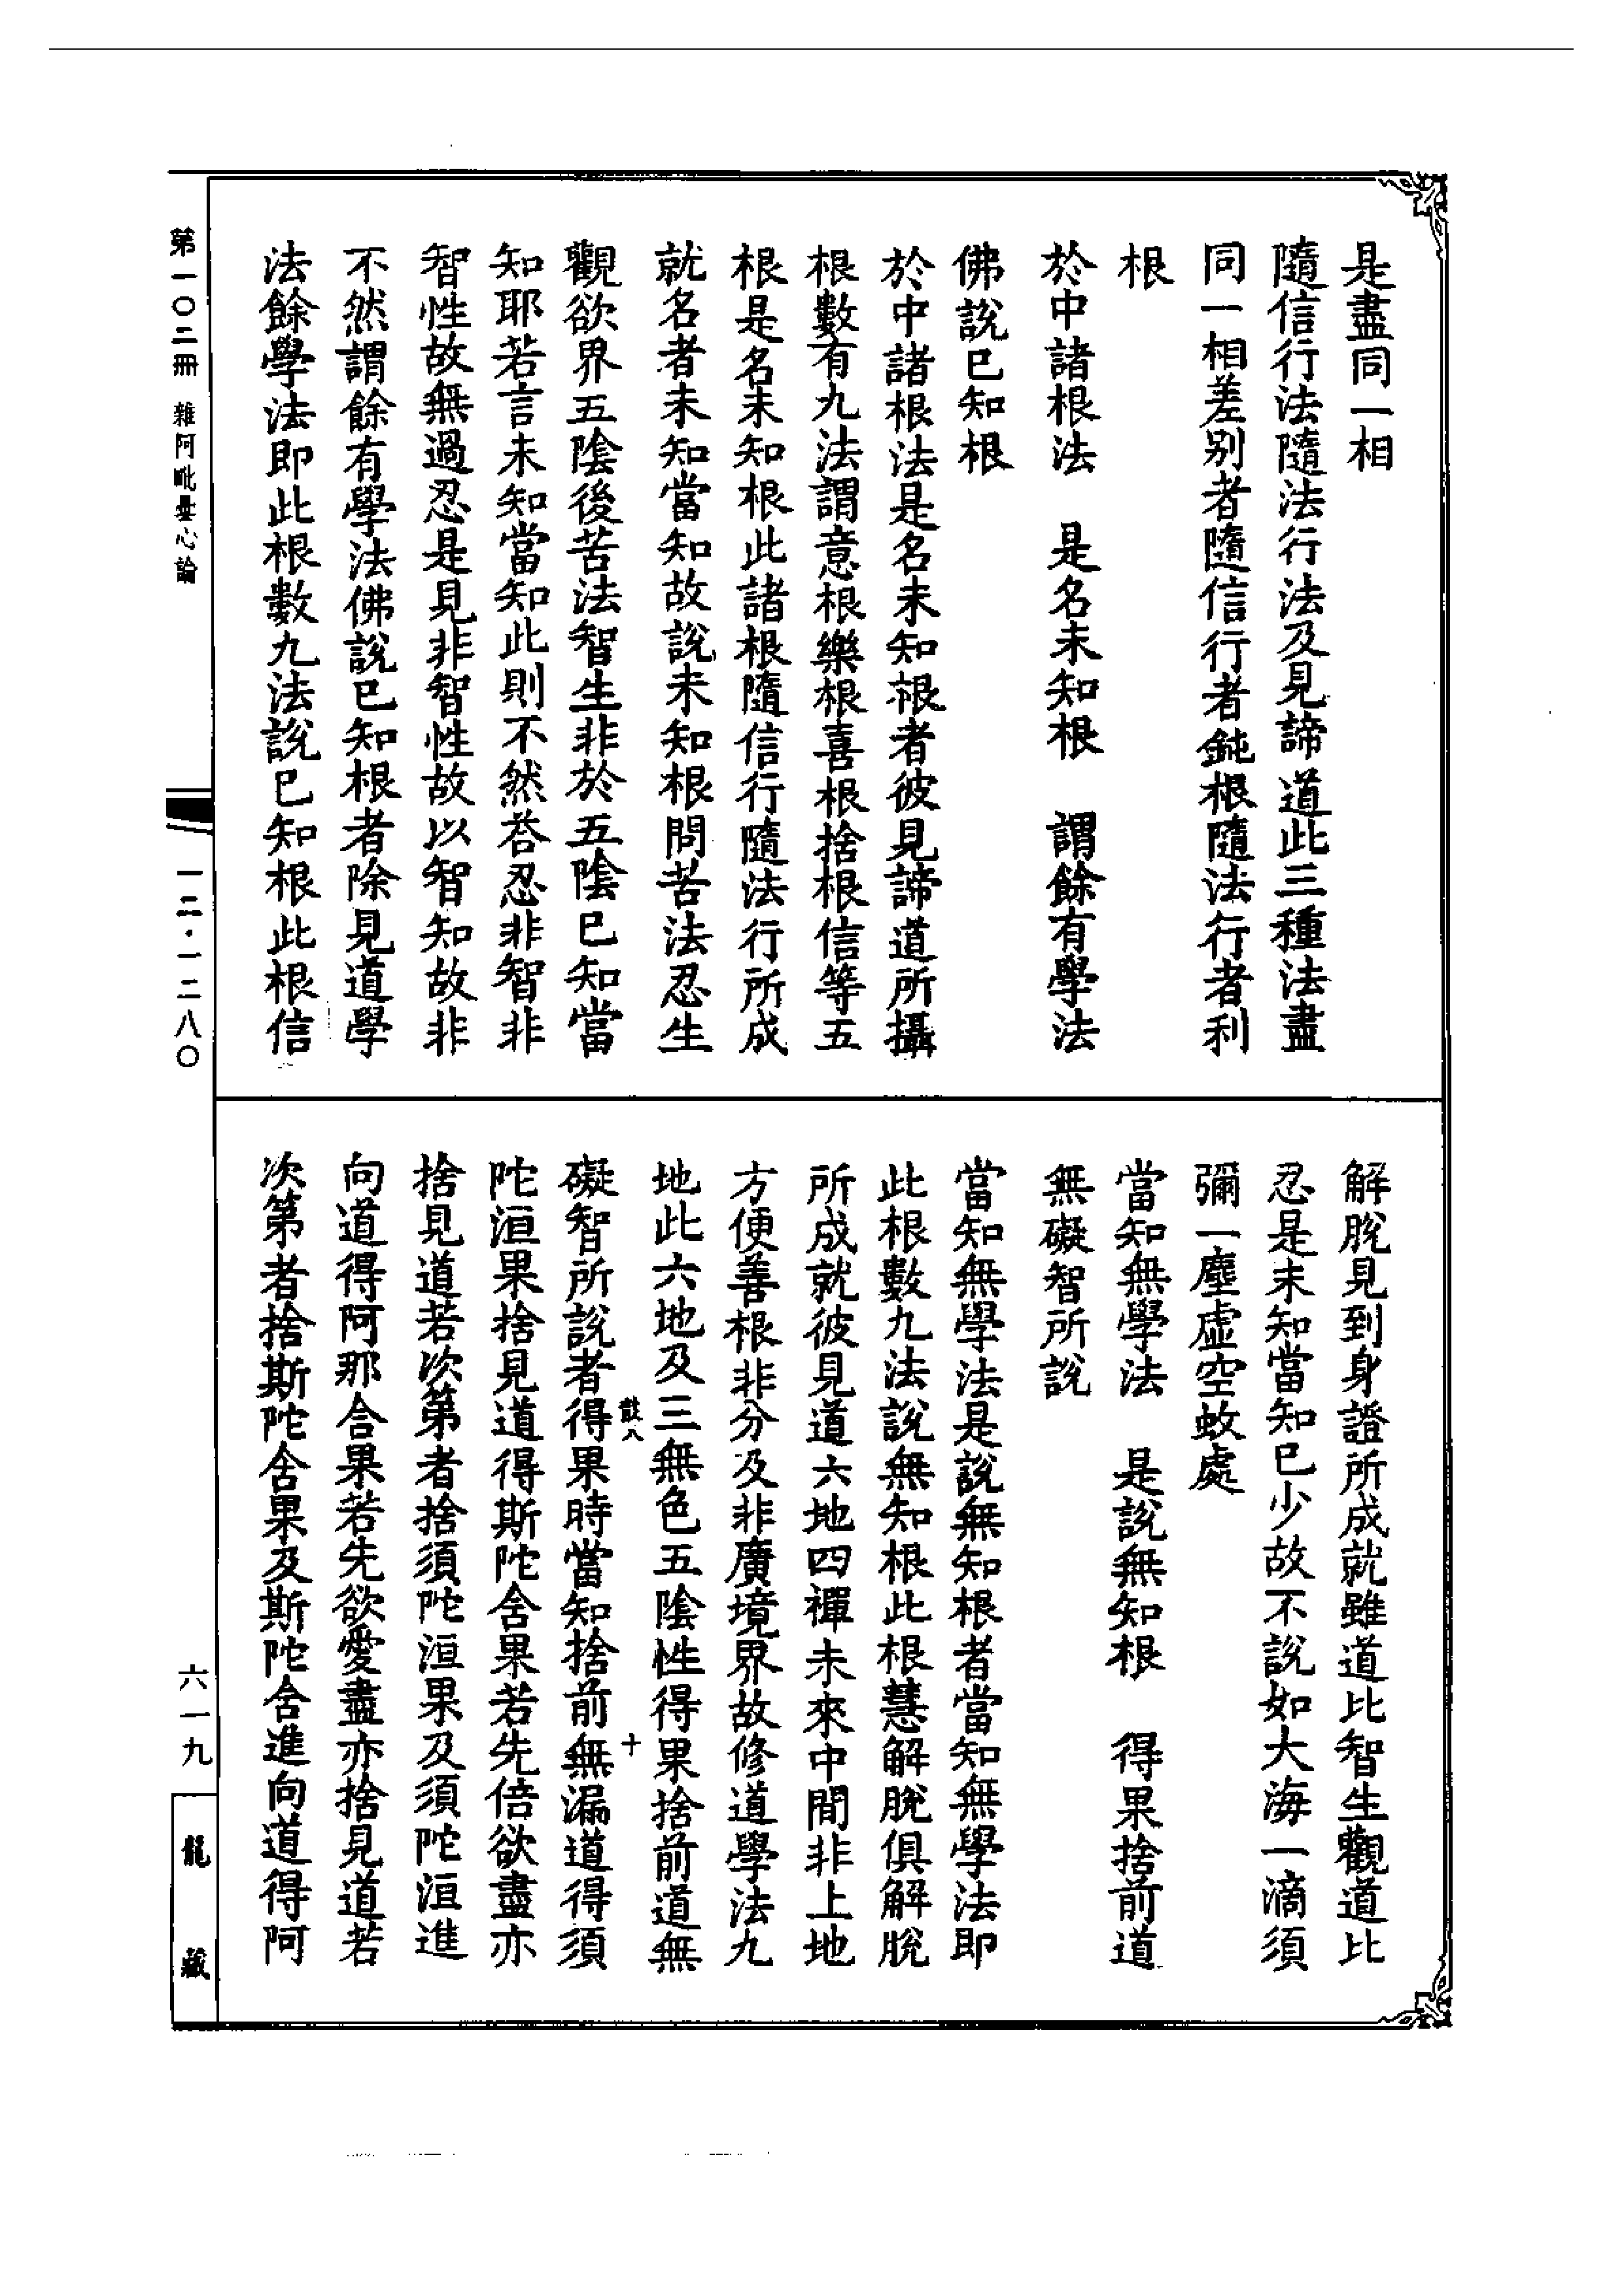 是盡同一相
隨信行法隨法行法及見諦道此三種法盡
同一相差別者隨信行者鈍根隨法行者利
根
於中諸根法　是名未知根　謂餘有學法
佛說已知根
於中諸根法是名未知根者彼見諦道所攝
根數有九法謂意根樂根喜根捨根信等五
根是名未知根此諸根隨信行隨法行所成
就名者未知當知故說未知根問苦法忍生
觀欲界五陰後苦法智生非於五陰已知當
知耶若言未知當知此則不然荅忍非智非
智性故無過忍是見非智性故以智知故非
不然謂餘有學法佛說已知根者除見道學
法餘學法即此根數九法說已知根此根信
解脫見到身證所成就雖道比智生觀道比
忍是未知當知已少故不說如大海一滴須
彌一塵虛空蚊處
當知無學法　是說無知根　得果捨前道
無礙智所說
當知無學法是說無知根者當知無學法即
此根數九法說無知根此根慧解脫俱解脫
所成就彼見道六地四禪未來中間非上地
方便善根非分及非廣境界故修道學法九
地此六地及三無色五陰性得果捨前道無
礙智所說者得果時當知捨前無漏道得須
陀洹果捨見道得斯陀含果若先倍欲盡亦
捨見道若次第者捨須陀洹果及須陀洹進
向道得阿那含果若先欲愛盡亦捨見道若
次第者捨斯陀含果及斯陀含進向道得阿
十
第一〇二冊　雜阿毗曇心論
一二·一二八〇
六一九
龍藏